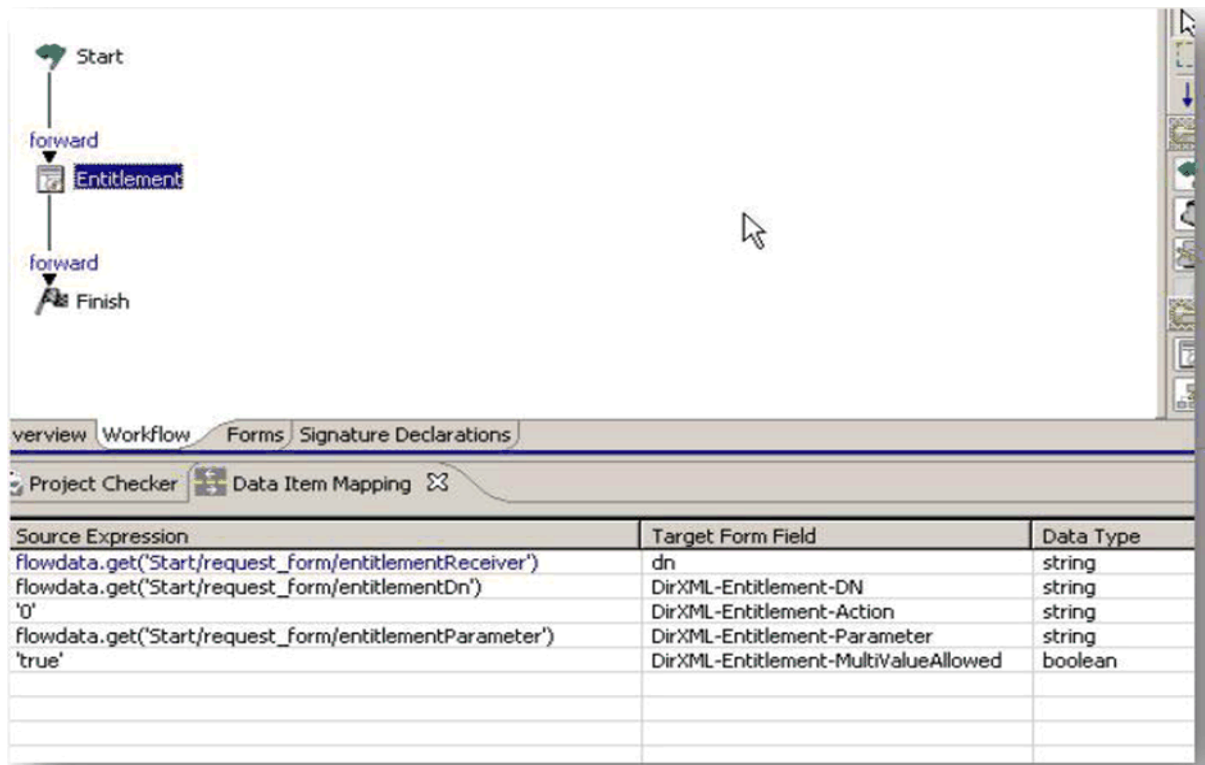 Start
forward
Entitlement
forward
Finish
verview Workflow Forms Signature Declarations
Project Checker Data Item Mapping
Source Expression Target Form Field Data Type
flowdata.get('Start/request_form/entitlementReceiver') dn string
flowdata.get('Start/request_form/entitlementDn') DirXML-Entitlement-DN string
'0' DirXML-Entitlement-Action string
flowdata.get('Start/request_form/entitlementParameter') DirXML-Entitlement-Parameter string
'true' DirXML-Entitlement-MultiValueAllowed boolean